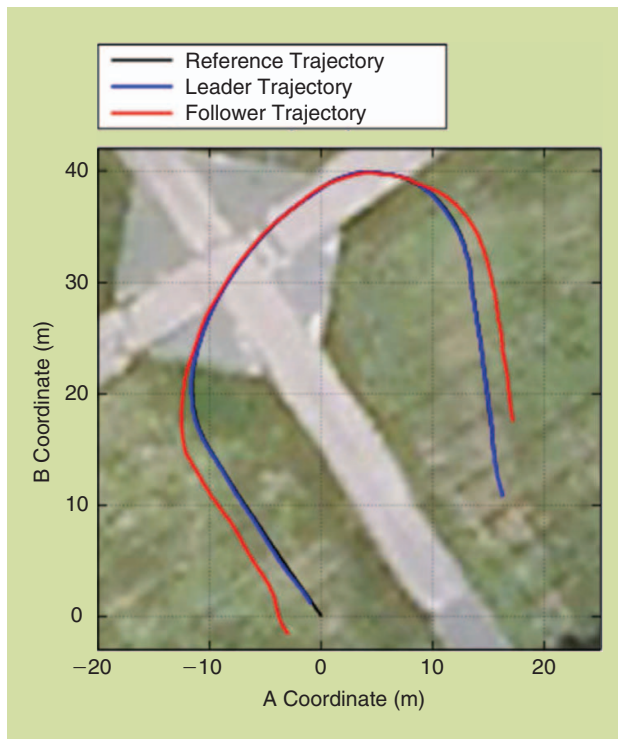 Reference Trajectory
Leader Trajectory
Follower Trajectory
40
30
20
10
0
B Coordinate (m)
−20 −10 0 10 20
A Coordinate (m)